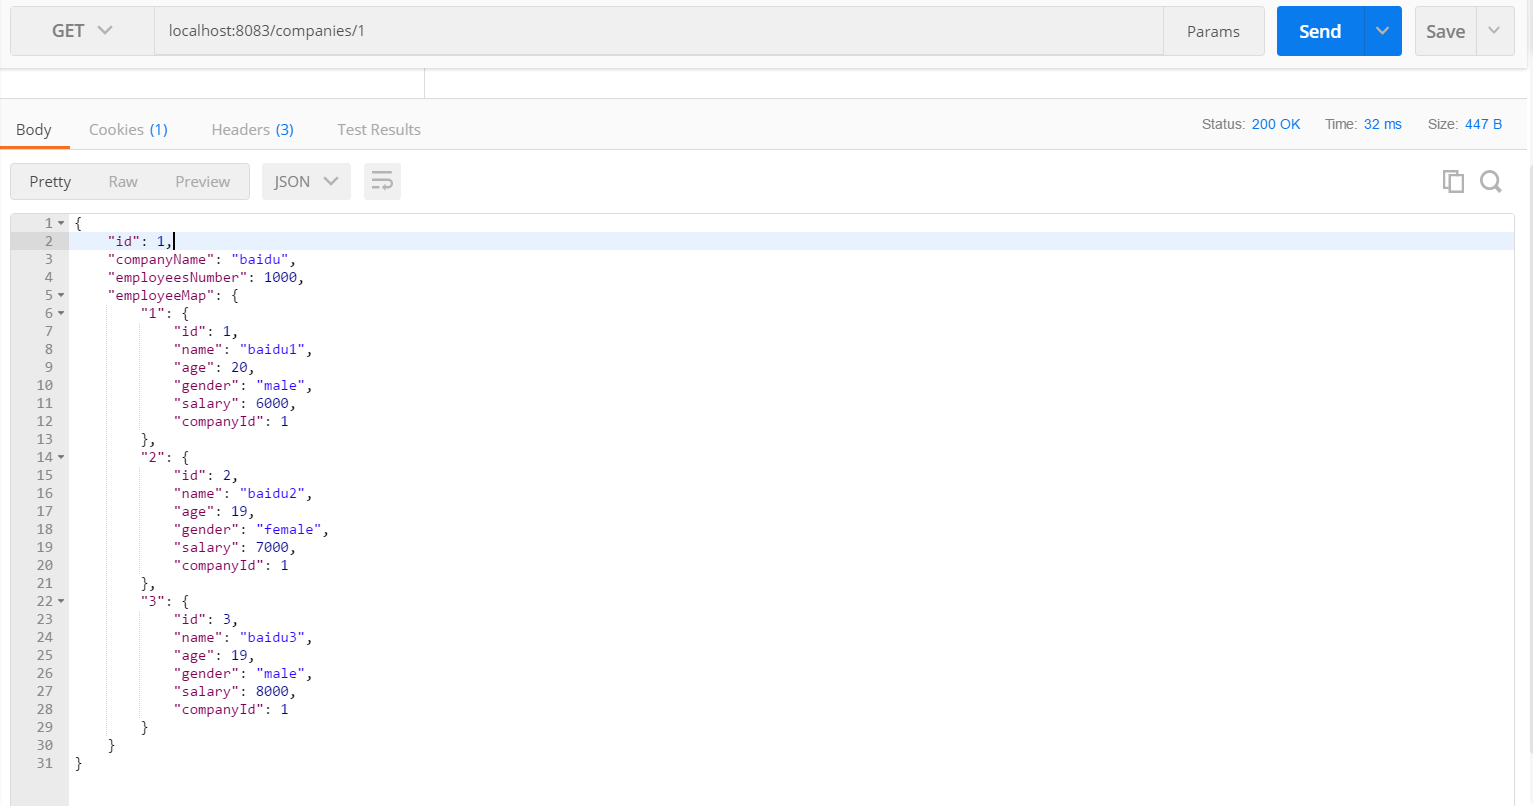 GET localhost:8083/companies/1 Params Send Save
Body Cookies (1) Headers (3) Test Results Status: 200 OK Time: 32 ms Size: 447 B
Pretty Raw Preview JSON
1 {
2 "id": 1,
3 "companyName": "baidu",
4 "employeesNumber": 1000,
5 "employeeMap": {
6 "1": {
7 "id": 1,
8 "name": "baidu1",
9 "age": 20,
10 "gender": "male",
11 "salary": 6000,
12 "companyId": 1
13 },
14 "2": {
15 "id": 2,
16 "name": "baidu2",
17 "age": 19,
18 "gender": "female",
19 "salary": 7000,
20 "companyId": 1
21 },
22 "3": {
23 "id": 3,
24 "name": "baidu3",
25 "age": 19,
26 "gender": "male",
27 "salary": 8000,
28 "companyId": 1
29 }
30 }
31 }